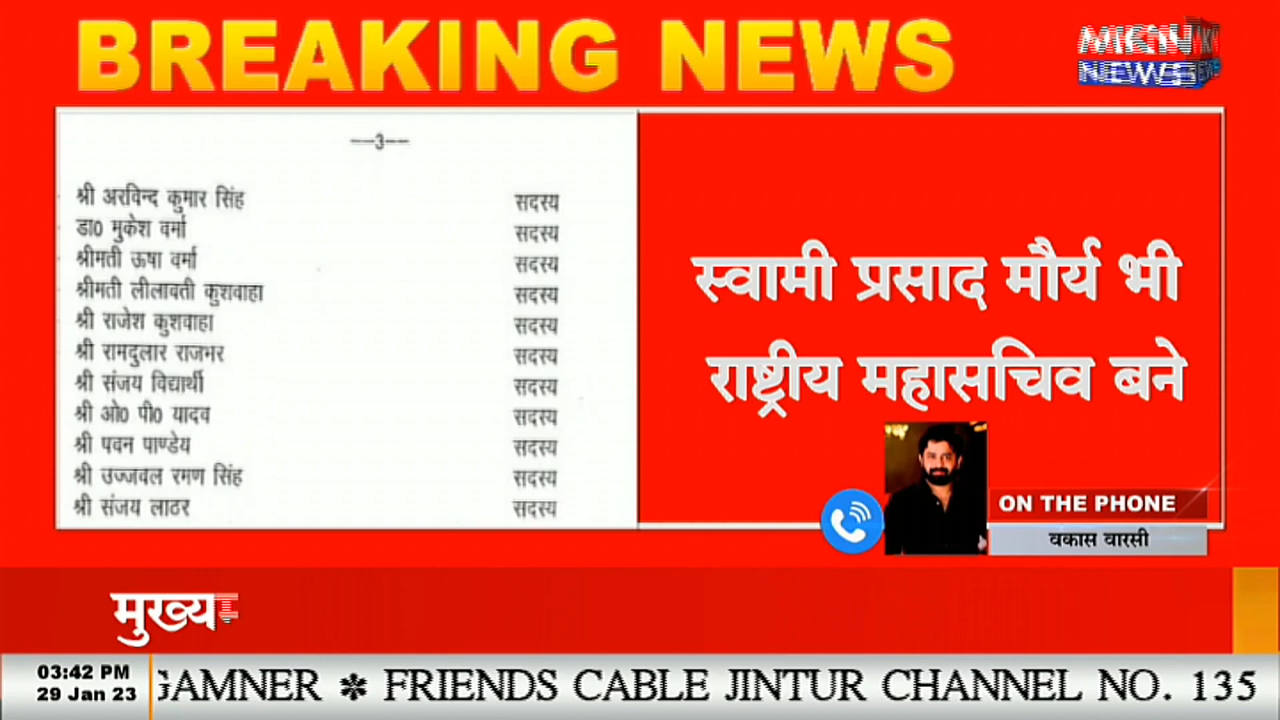 BREAKING NEWS
NEWS
—3—
श्री अरविन्द कुमार सिंह सदस्य
डा0 मुकेश वर्मा सदस्य
श्रीमती ऊषा वर्मा सदस्य
श्रीमती लीलावती कुशवाहा सदस्य
श्री राजेश कुशवाहा सदस्य
श्री रामदुलार राजभर सदस्य
श्री संजय विद्यार्थी सदस्य
श्री ओ0 पी0 यादव सदस्य
श्री पवन पाण्डेय सदस्य
श्री उज्जवल रमण सिंह सदस्य
श्री संजय लाठर सदस्य
स्वामी प्रसाद मौर्य भी
राष्ट्रीय महासचिव बने
ON THE PHONE
वकास वारसी
मुख्य
03:42 PM
29 Jan 23
GAMNER ✽ FRIENDS CABLE JINTUR CHANNEL NO. 135